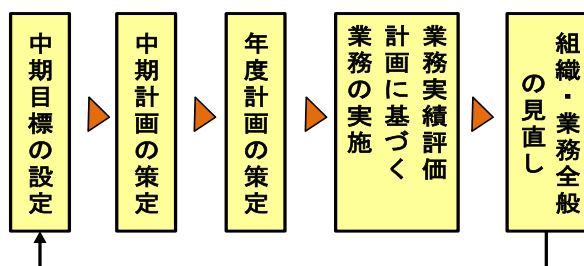 中期目標の設定
中期計画の策定
年度計画の策定
業務実績評価
計画に基づく
業務の実施
組織・業務全般
の見直し